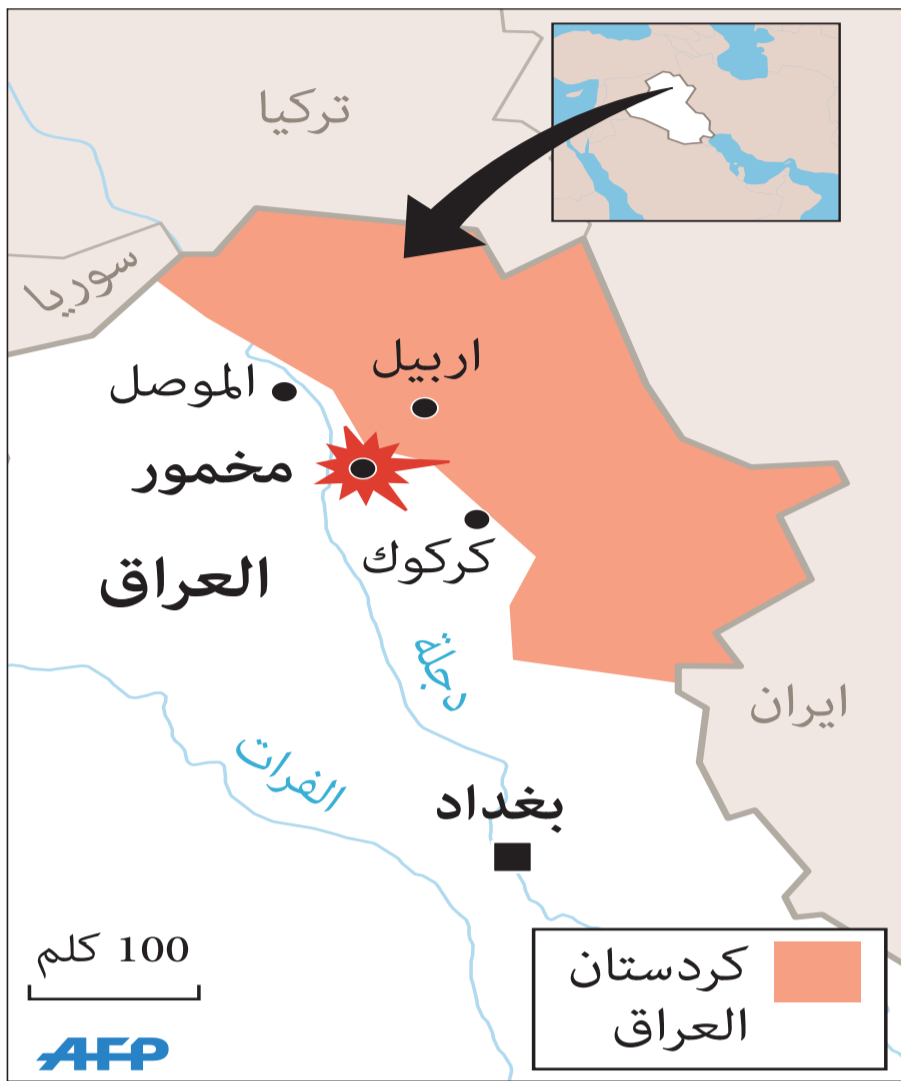 تركيا
سوريا
اربيل
الموصل
مخمور
كركوك
العراق
دجلة
ايران
الفرات
بغداد
100 كلم
كردستان
العراق
AFP